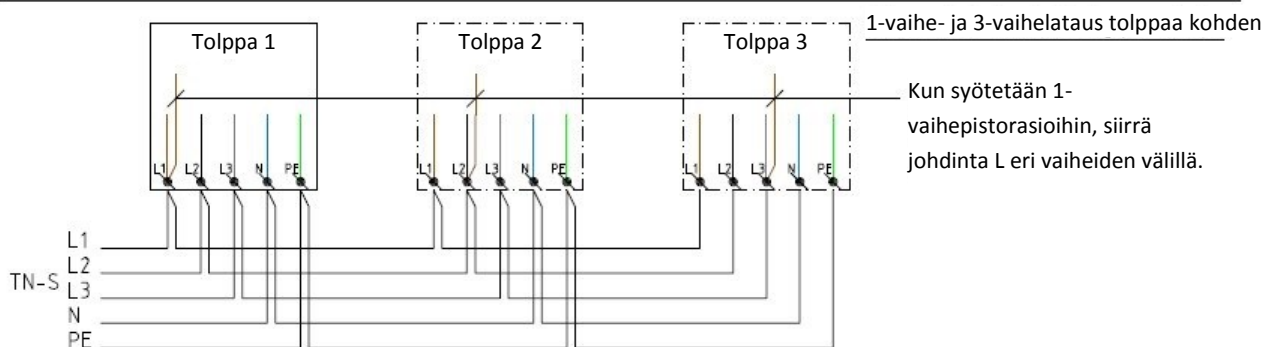 1-vaihe- ja 3-vaihelataus tolppaa kohden
Tolppa 1
Tolppa 2
Tolppa 3
Kun syötetään 1-
vaihepistorasioihin, siirrä
johdinta L eri vaiheiden välillä.
L1 L2 L3 N PE
L1 L2 L3 N PE
L1 L2 L3 N PE
TN-S
L1
L2
L3
N
PE